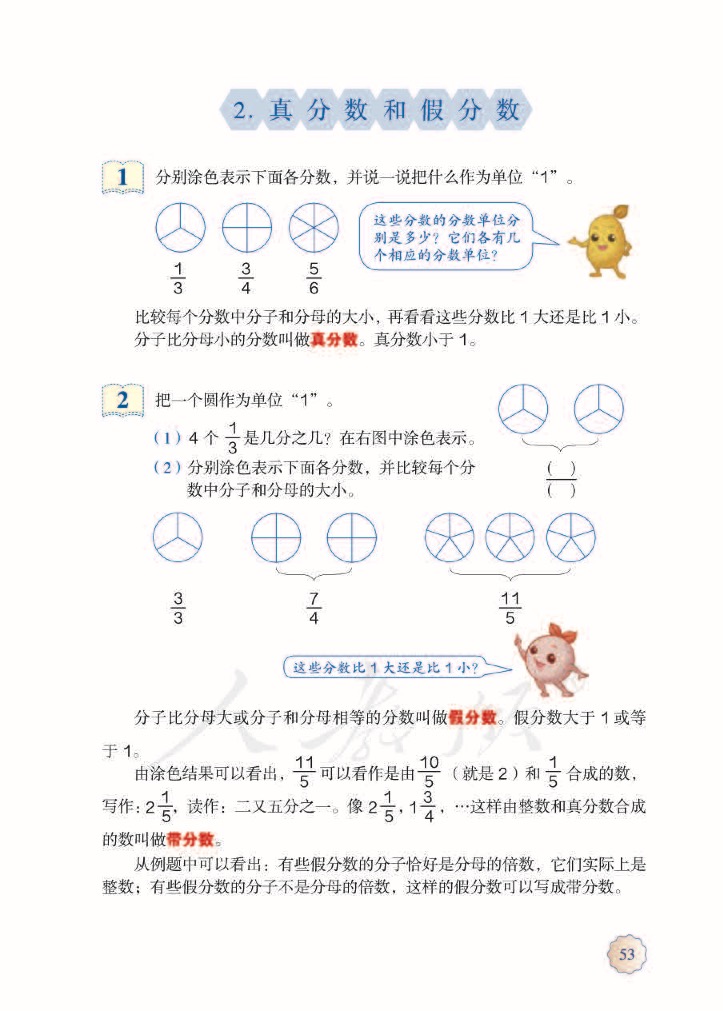 2. 真分数和假分数
1 分别涂色表示下面各分数，并说一说把什么作为单位“1”。
这些分数的分数单位分
别是多少？它们各有几
个相应的分数单位？
1/3 3/4 5/6
比较每个分数中分子和分母的大小，再看看这些分数比1大还是比1小。
分子比分母小的分数叫做真分数。真分数小于1。
2 把一个圆作为单位“1”。
（1）4个1/3是几分之几？在右图中涂色表示。
（2）分别涂色表示下面各分数，并比较每个分
数中分子和分母的大小。
( )/( )
3/3 7/4 11/5
这些分数比1大还是比1小？
分子比分母大或分子和分母相等的分数叫做假分数。假分数大于1或等
于1。
由涂色结果可以看出，11/5可以看作是由10/5（就是2）和1/5合成的数，
写作：2 1/5，读作：二又五分之一。像2 1/5，1 3/4，…这样由整数和真分数合成
的数叫做带分数。
从例题中可以看出：有些假分数的分子恰好是分母的倍数，它们实际上是
整数；有些假分数的分子不是分母的倍数，这样的假分数可以写成带分数。
人教版
53